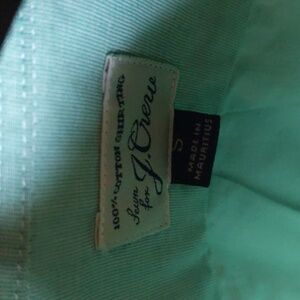 100% COTTON SHIRTING
Sewn
for
J.Crew
S
MADE IN
MAURITIUS